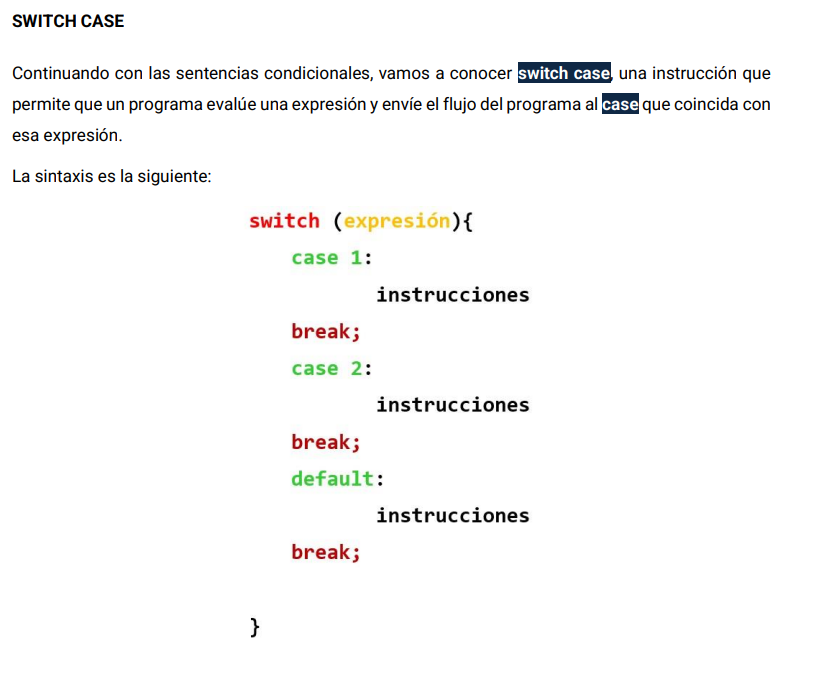 SWITCH CASE
Continuando con las sentencias condicionales, vamos a conocer switch case, una instrucción que
permite que un programa evalúe una expresión y envíe el flujo del programa al case que coincida con
esa expresión.
La sintaxis es la siguiente:
switch (expresión){
case 1:
instrucciones
break;
case 2:
instrucciones
break;
default:
instrucciones
break;
}